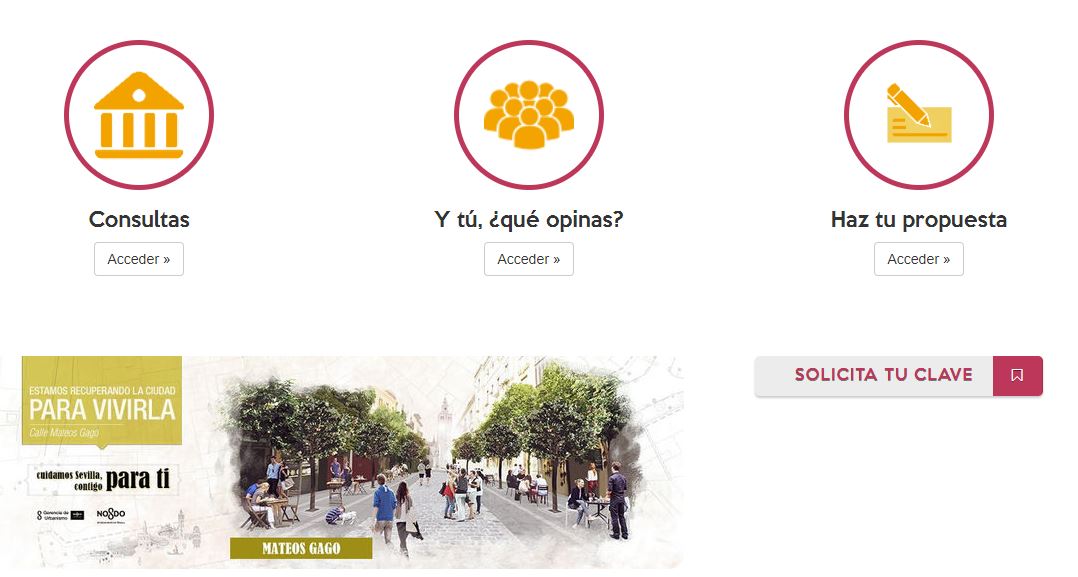 Consultas
Y tú, ¿qué opinas?
Haz tu propuesta
Acceder »
Acceder »
Acceder »
SOLICITA TU CLAVE
ESTAMOS RECUPERANDO LA CIUDAD
PARA VIVIRLA
Calle Mateos Gago
cuidamos Sevilla,
contigo para ti
Gerencia de
Urbanismo
NO8DO
MATEOS GAGO